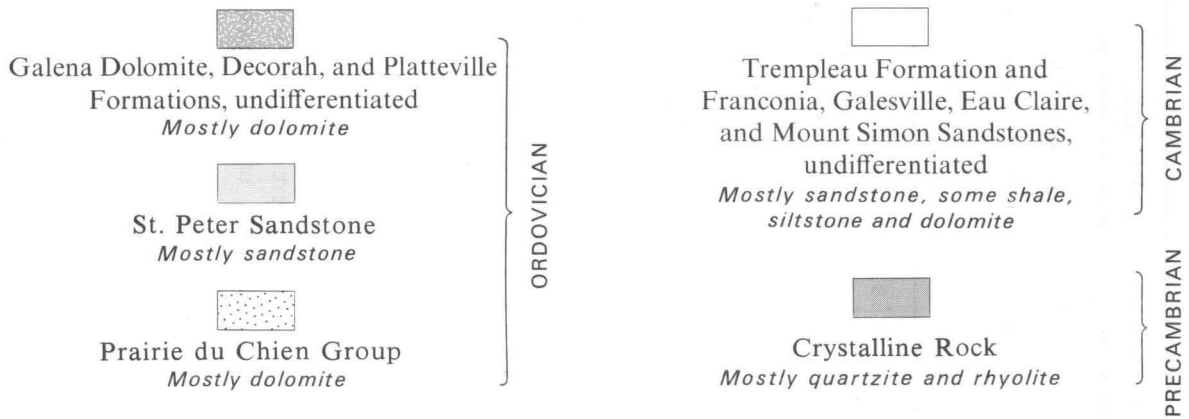 Galena Dolomite, Decorah, and Platteville
Formations, undifferentiated
Mostly dolomite
St. Peter Sandstone
Mostly sandstone
Prairie du Chien Group
Mostly dolomite
ORDOVICIAN
Trempleau Formation and
Franconia, Galesville, Eau Claire,
and Mount Simon Sandstones,
undifferentiated
Mostly sandstone, some shale,
siltstone and dolomite
CAMBRIAN
Crystalline Rock
Mostly quartzite and rhyolite
PRECAMBRIAN